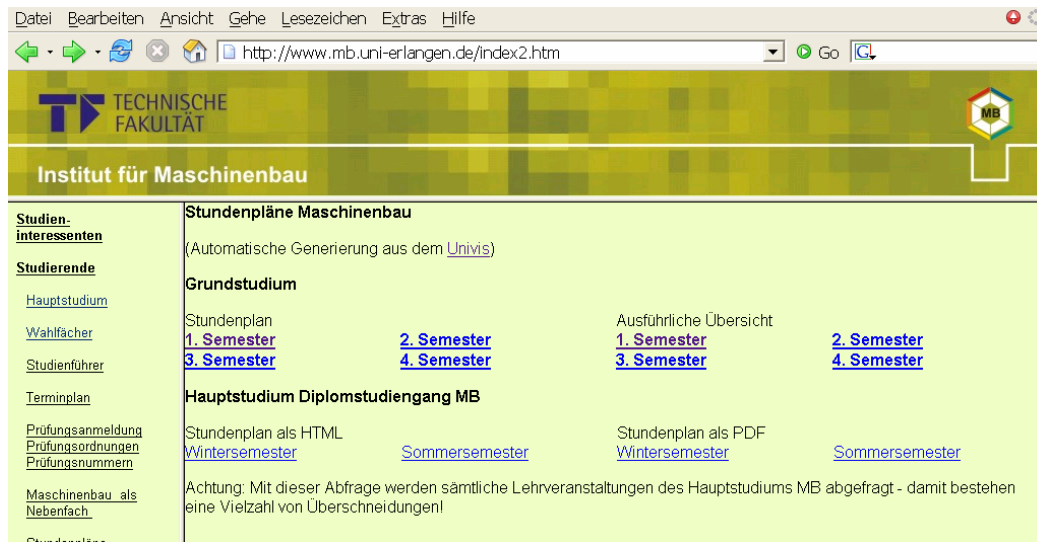 Datei Bearbeiten Ansicht Gehe Lesezeichen Extras Hilfe
http://www.mb.uni-erlangen.de/index2.htm Go G
TECHNISCHE
FAKULTÄT
MB
Institut für Maschinenbau
Studien-
interessenten
Studierende
Hauptstudium
Wahlfächer
Studienführer
Terminplan
Prüfungsanmeldung
Prüfungsordnungen
Prüfungsnummern
Maschinenbau als
Nebenfach
Stundenpläne Maschinenbau
(Automatische Generierung aus dem Univis)
Grundstudium
Stundenplan Ausführliche Übersicht
1. Semester 2. Semester 1. Semester 2. Semester
3. Semester 4. Semester 3. Semester 4. Semester
Hauptstudium Diplomstudiengang MB
Stundenplan als HTML Stundenplan als PDF
Wintersemester Sommersemester Wintersemester Sommersemester
Achtung: Mit dieser Abfrage werden sämtliche Lehrveranstaltungen des Hauptstudiums MB abgefragt - damit bestehen
eine Vielzahl von Überschneidungen!